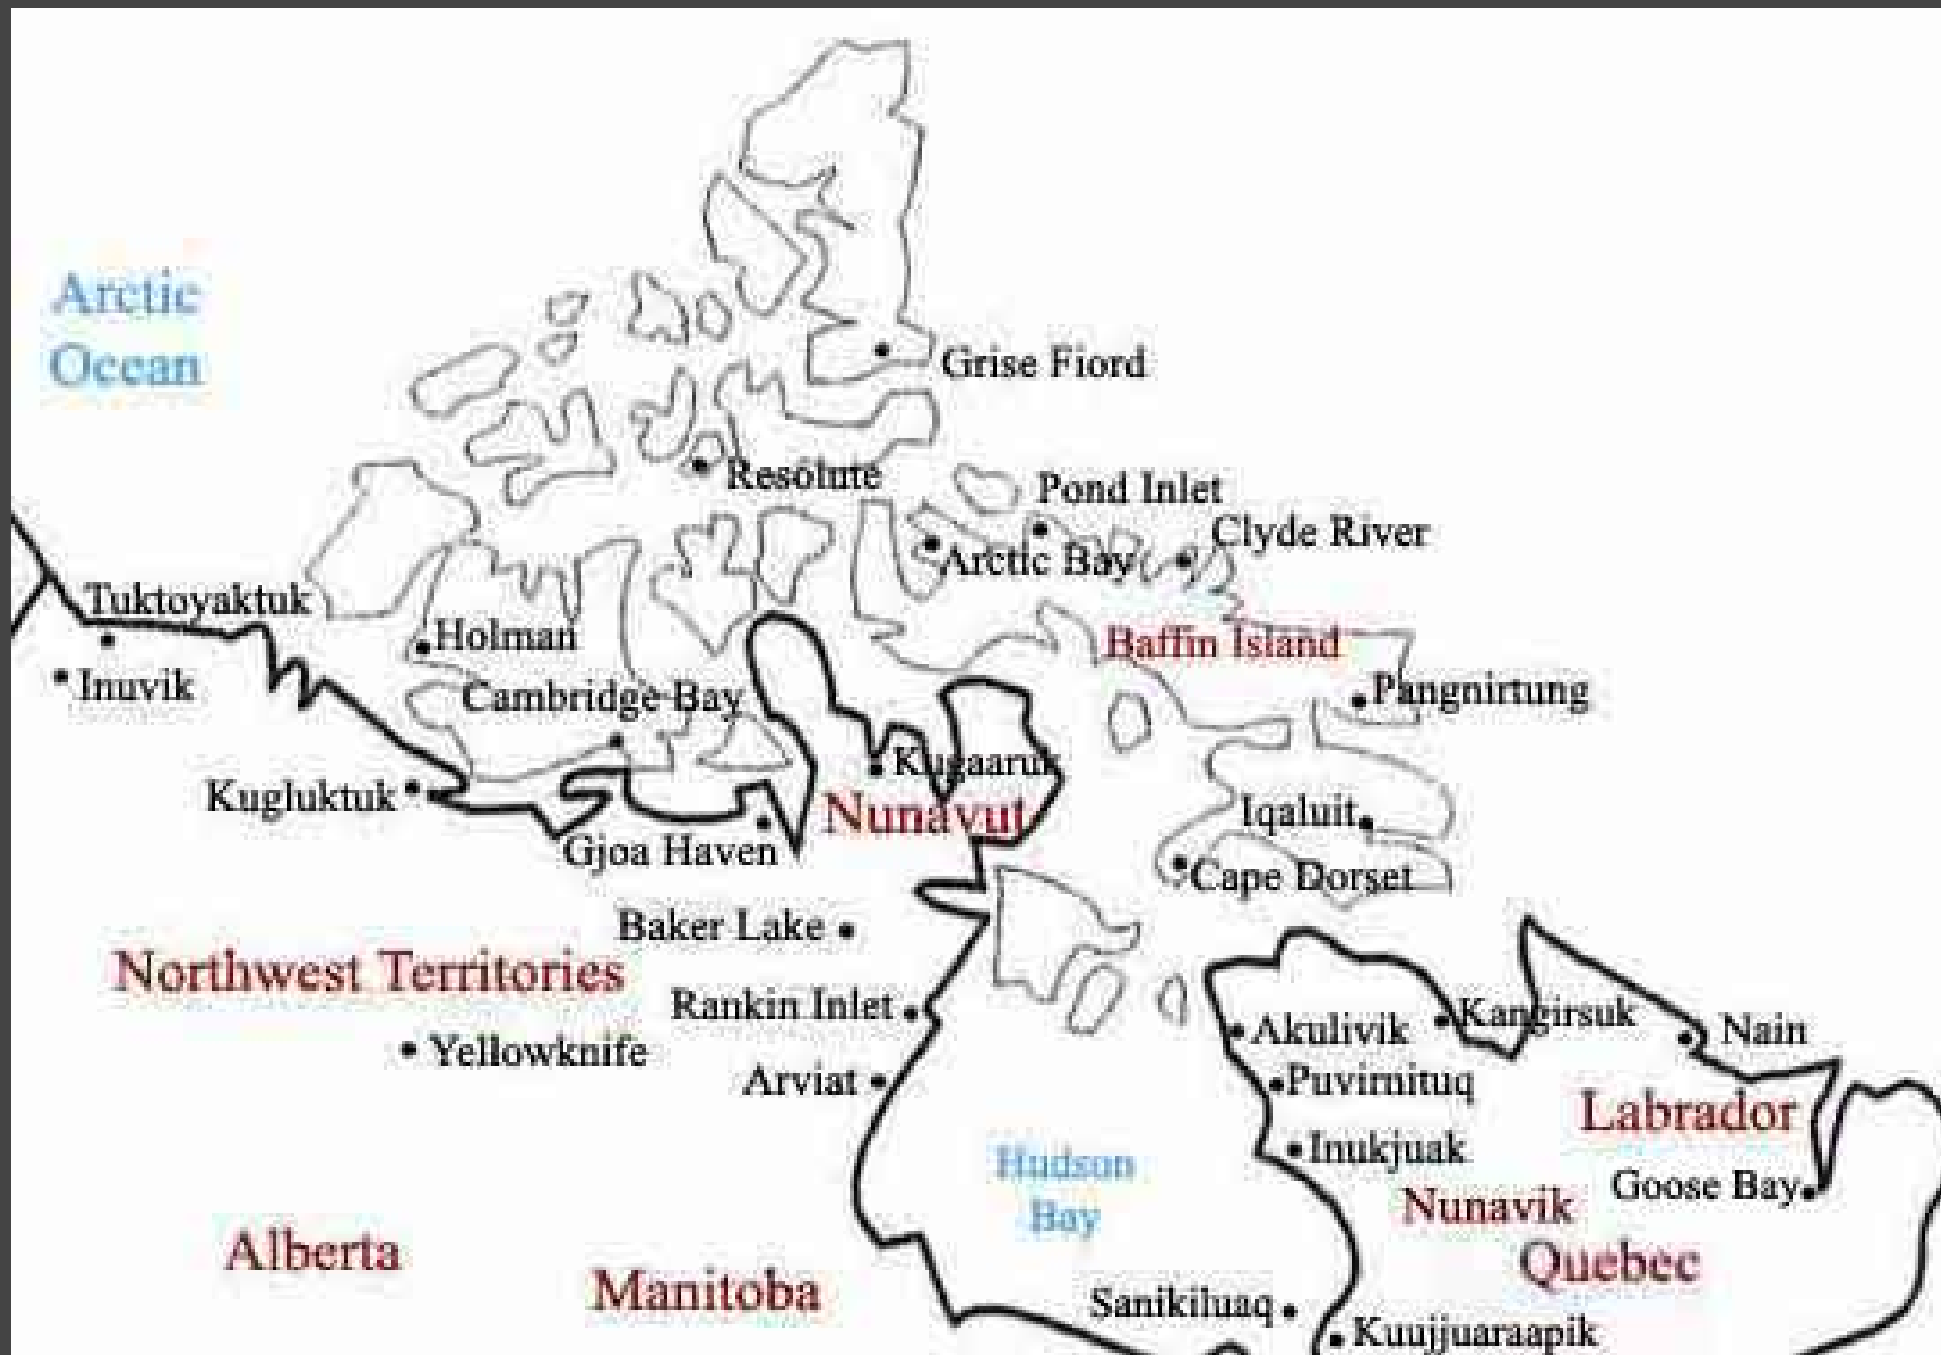 Arctic
Ocean
Grise Fiord
Resolute
Pond Inlet
Clyde River
Arctic Bay
Tuktoyaktuk
Holman
Baffin Island
Inuvik
Cambridge Bay
Pangnirtung
Kugluktuk
Kugaaruk
Nunavut
Iqaluit
Gjoa Haven
Cape Dorset
Baker Lake
Northwest Territories
Rankin Inlet
Akulivik
Kangirsuk
Nain
Yellowknife
Arviat
Puvirnituq
Labrador
Hudson
Bay
Inukjuak
Goose Bay
Nunavik
Alberta
Quebec
Manitoba
Sanikiluaq
Kuujjuaraapik